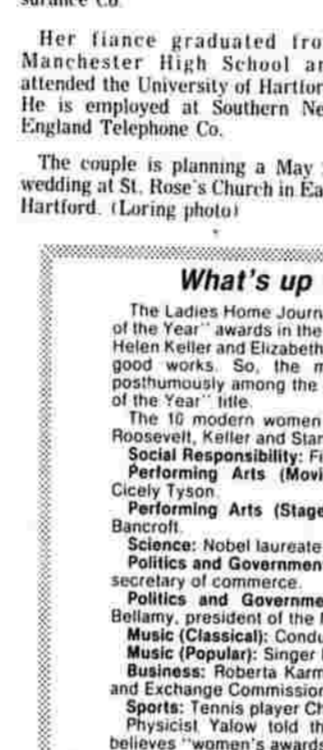 surance Co.
Her fiance graduated fro
Manchester High School an
attended the University of Hartfor
He is employed at Southern Ne
England Telephone Co.
The couple is planning a May
wedding at St. Rose's Church in Ea
Hartford. (Loring photo)
What's up
The Ladies Home Journ
of the Year" awards in the
Helen Keller and Elizabeth
good works. So, the m
posthumously among the
of the Year" title.
The 10 modern women
Roosevelt, Keller and Stan
Social Responsibility: Fi
Performing Arts (Movi
Cicely Tyson.
Performing Arts (Stage
Bancroft.
Science: Nobel laureate
Politics and Governmen
secretary of commerce.
Politics and Governme
Bellamy, president of the
Music (Classical): Condu
Music (Popular): Singer
Business: Roberta Karm
and Exchange Commission
Sports: Tennis player Ch
Physicist Yalow told th
believes "women's awards